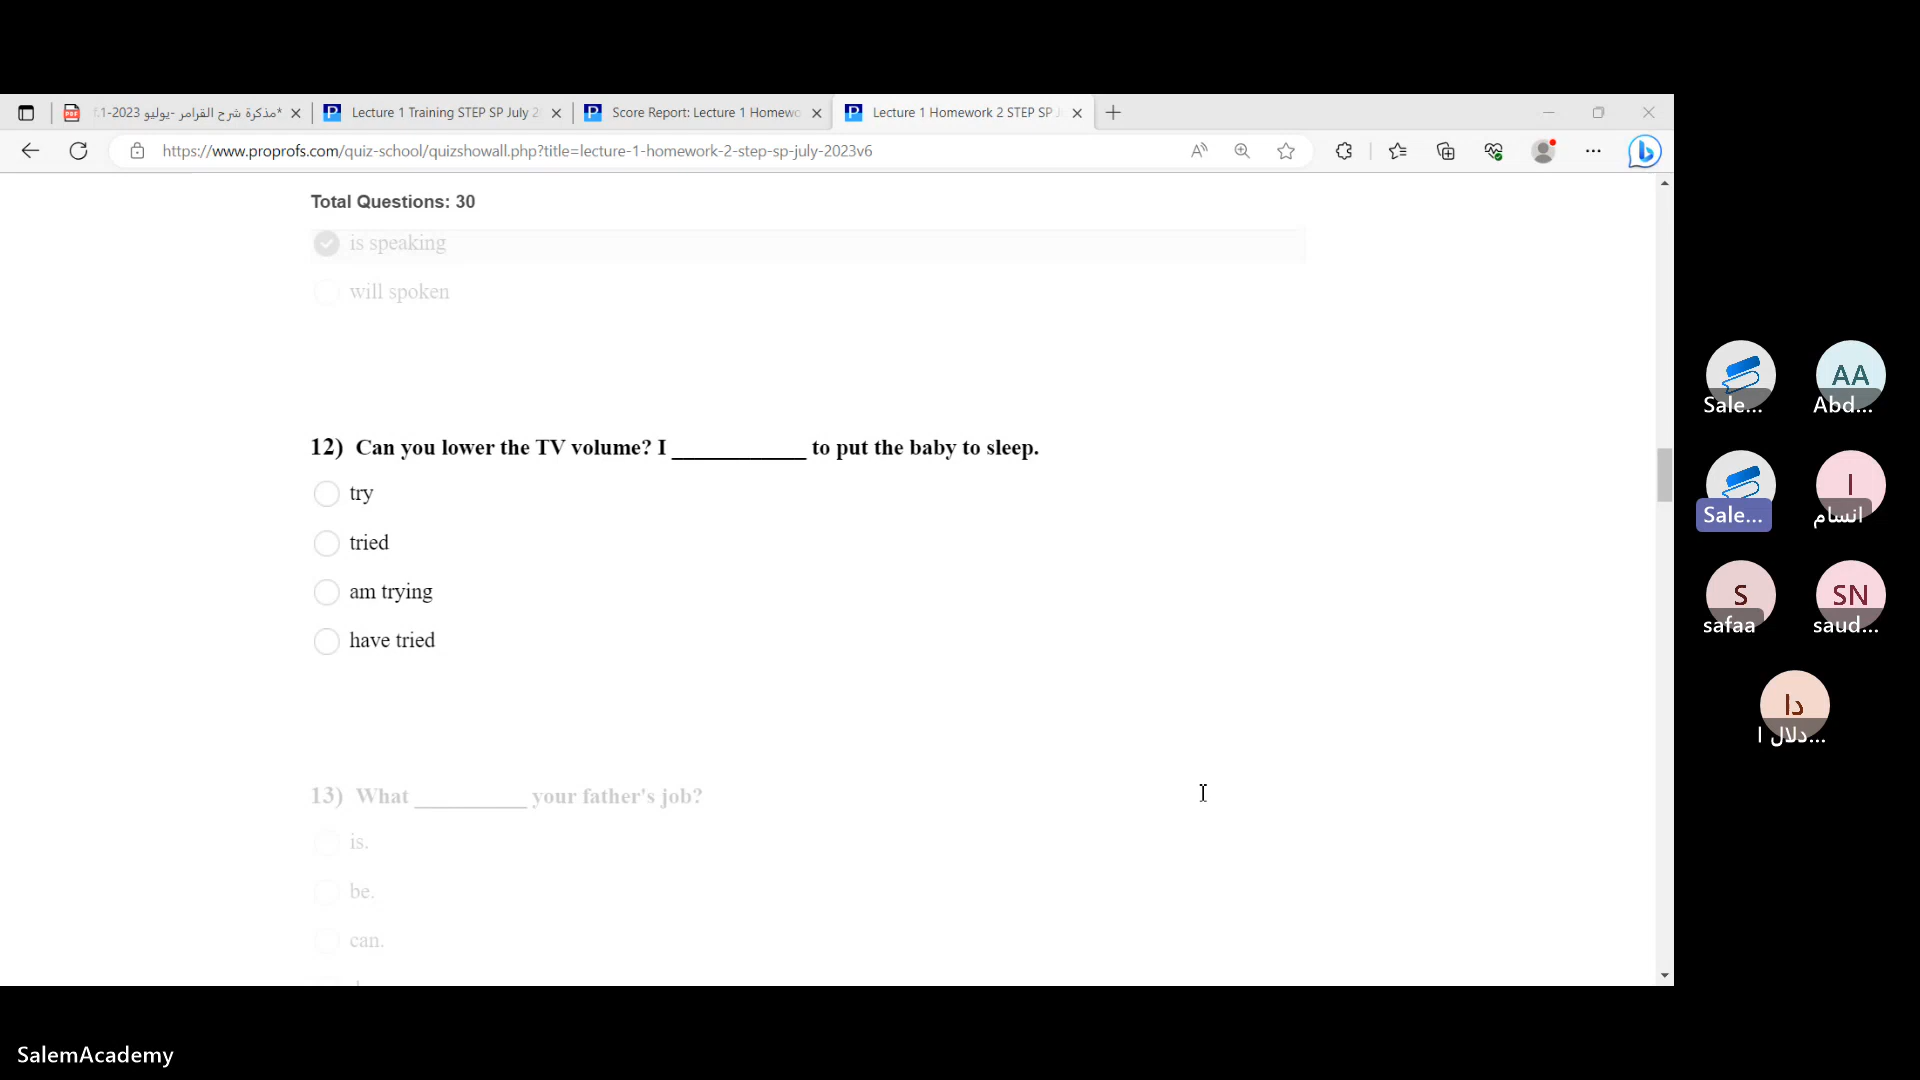 *مذكرة شرح القرامر -يوليو 2023-1.f
Lecture 1 Training STEP SP July 2
Score Report: Lecture 1 Homewo
Lecture 1 Homework 2 STEP SP J
https://www.proprofs.com/quiz-school/quizshowall.php?title=lecture-1-homework-2-step-sp-july-2023v6
Total Questions: 30
is speaking
will spoken
12) Can you lower the TV volume? I ____________ to put the baby to sleep.
try
tried
am trying
have tried
13) What __________ your father's job?
is.
be.
can.
Sale...
AA
Abd...
Sale...
ا
انسام
S
safaa
SN
saud...
دا
دلال ا...
SalemAcademy